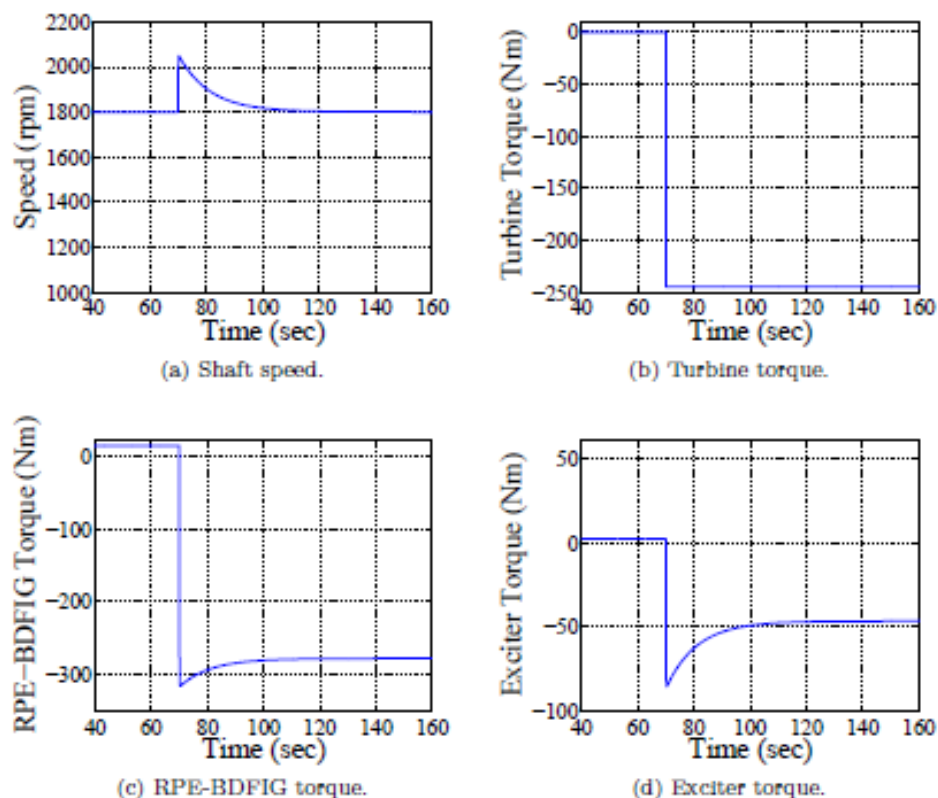 2200
2000
1800
1600
1400
1200
1000
40 60 80 100 120 140 160
Speed (rpm)
Time (sec)
(a) Shaft speed.
0
−50
−100
−150
−200
−250
40 60 80 100 120 140 160
Turbine Torque (Nm)
Time (sec)
(b) Turbine torque.
0
−100
−200
−300
40 60 80 100 120 140 160
RPE−BDFIG Torque (Nm)
Time (sec)
(c) RPE-BDFIG torque.
50
0
−50
−100
40 60 80 100 120 140 160
Exciter Torque (Nm)
Time (sec)
(d) Exciter torque.